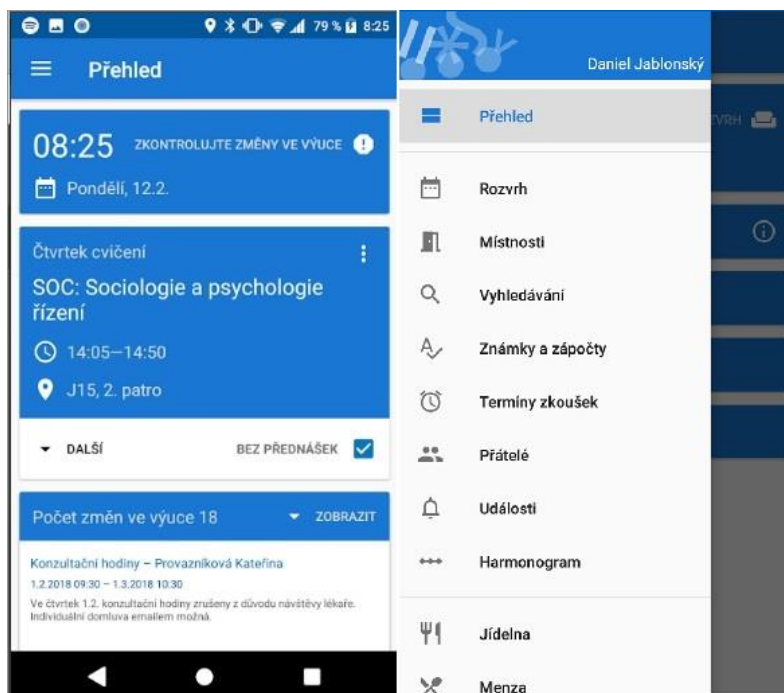 79 % 8:25
Přehled
08:25 ZKONTROLUJTE ZMĚNY VE VÝUCE
Pondělí, 12.2.
Čtvrtek cvičení
SOC: Sociologie a psychologie
řízení
14:05—14:50
J15, 2. patro
DALŠÍ BEZ PŘEDNÁŠEK
Počet změn ve výuce 18 ZOBRAZIT
Konzultační hodiny – Provazníková Kateřina
1.2.2018 09:30 – 1.3.2018 10:30
Ve čtvrtek 1.2. konzultační hodiny zrušeny z důvodu návštěvy lékaře.
Individuální domluva emailem možná.
Daniel Jablonský
Přehled
Rozvrh
Místnosti
Vyhledávání
Známky a zápočty
Termíny zkoušek
Přátelé
Události
Harmonogram
Jídelna
Menza